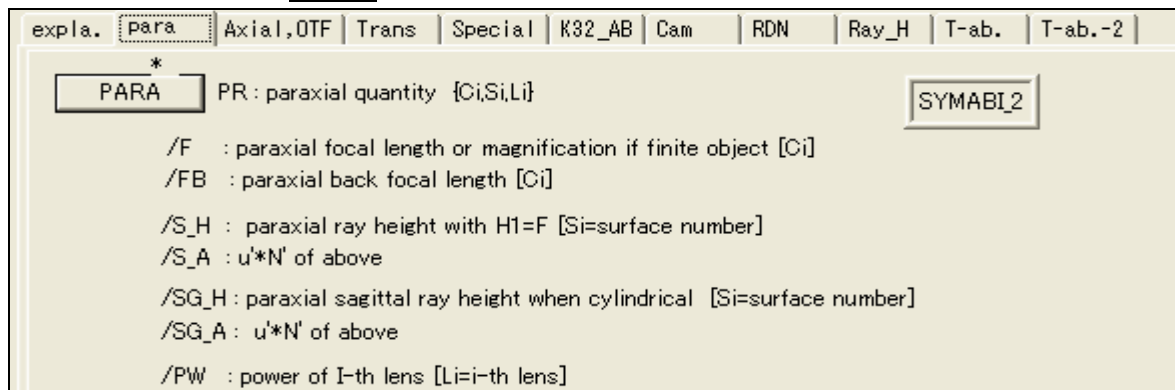 expla. para Axial,OTF Trans Special K32_AB Cam RDN Ray_H T-ab. T-ab.-2
*
PARA PR : paraxial quantity {Ci,Si,Li} SYMABI_2
/F : paraxial focal length or magnification if finite object [Ci]
/FB : paraxial back focal length [Ci]
/S_H : paraxial ray height with H1=F [Si=surface number]
/S_A : u'*N' of above
/SG_H : paraxial sagittal ray height when cylindrical [Si=surface number]
/SG_A : u'*N' of above
/PW : power of I-th lens [Li=i-th lens]